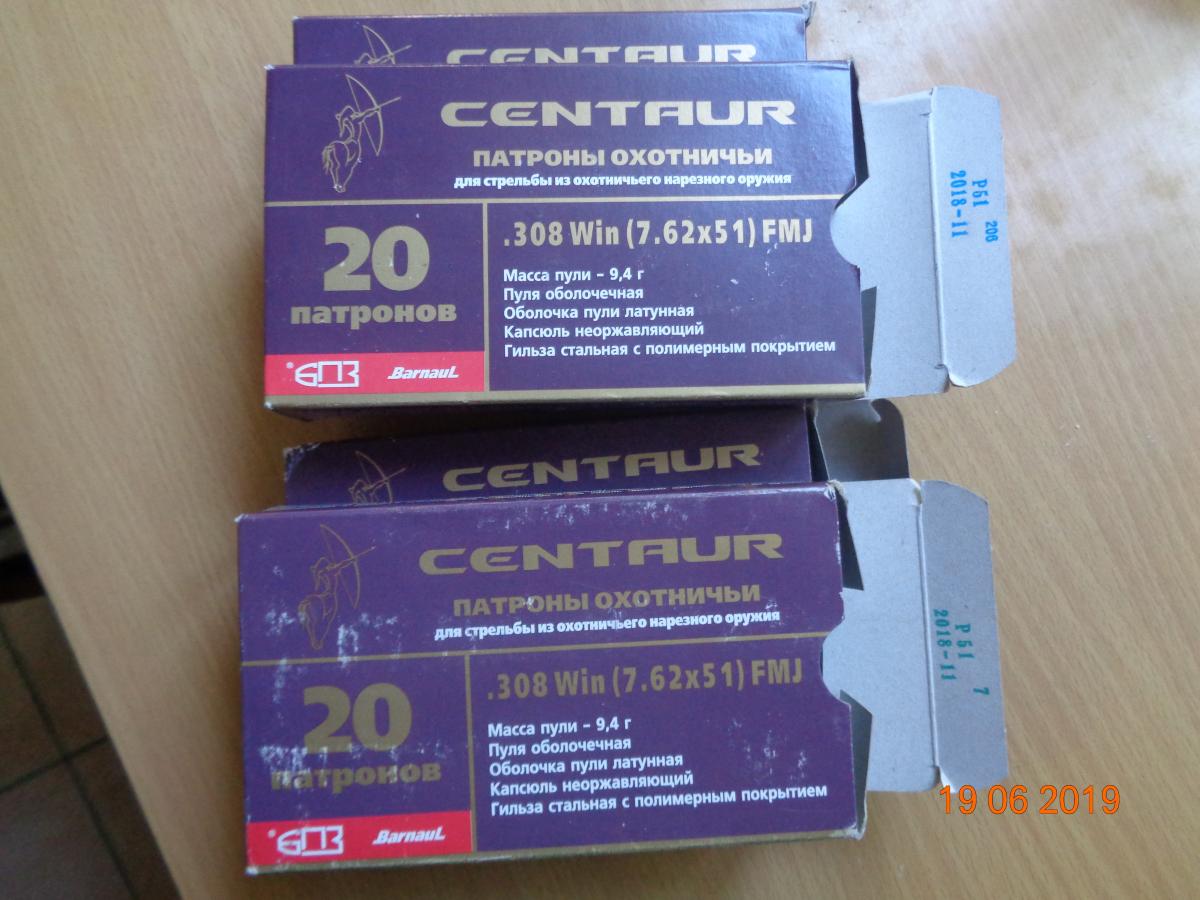 CENTAUR
CENTAUR
ПАТРОНЫ ОХОТНИЧЬИ
для стрельбы из охотничьего нарезного оружия
20
патронов
.308 Win (7.62x51) FMJ
Масса пули – 9,4 г
Пуля оболочечная
Оболочка пули латунная
Капсюль неоржавляющий
Гильза стальная с полимерным покрытием
БПЗ
Barnaul
Р51 206
2018-11
CENTAUR
CENTAUR
ПАТРОНЫ ОХОТНИЧЬИ
для стрельбы из охотничьего нарезного оружия
20
патронов
.308 Win (7.62x51) FMJ
Масса пули – 9,4 г
Пуля оболочечная
Оболочка пули латунная
Капсюль неоржавляющий
Гильза стальная с полимерным покрытием
БПЗ
Barnaul
Р51 7
2018-11
19 06 2019